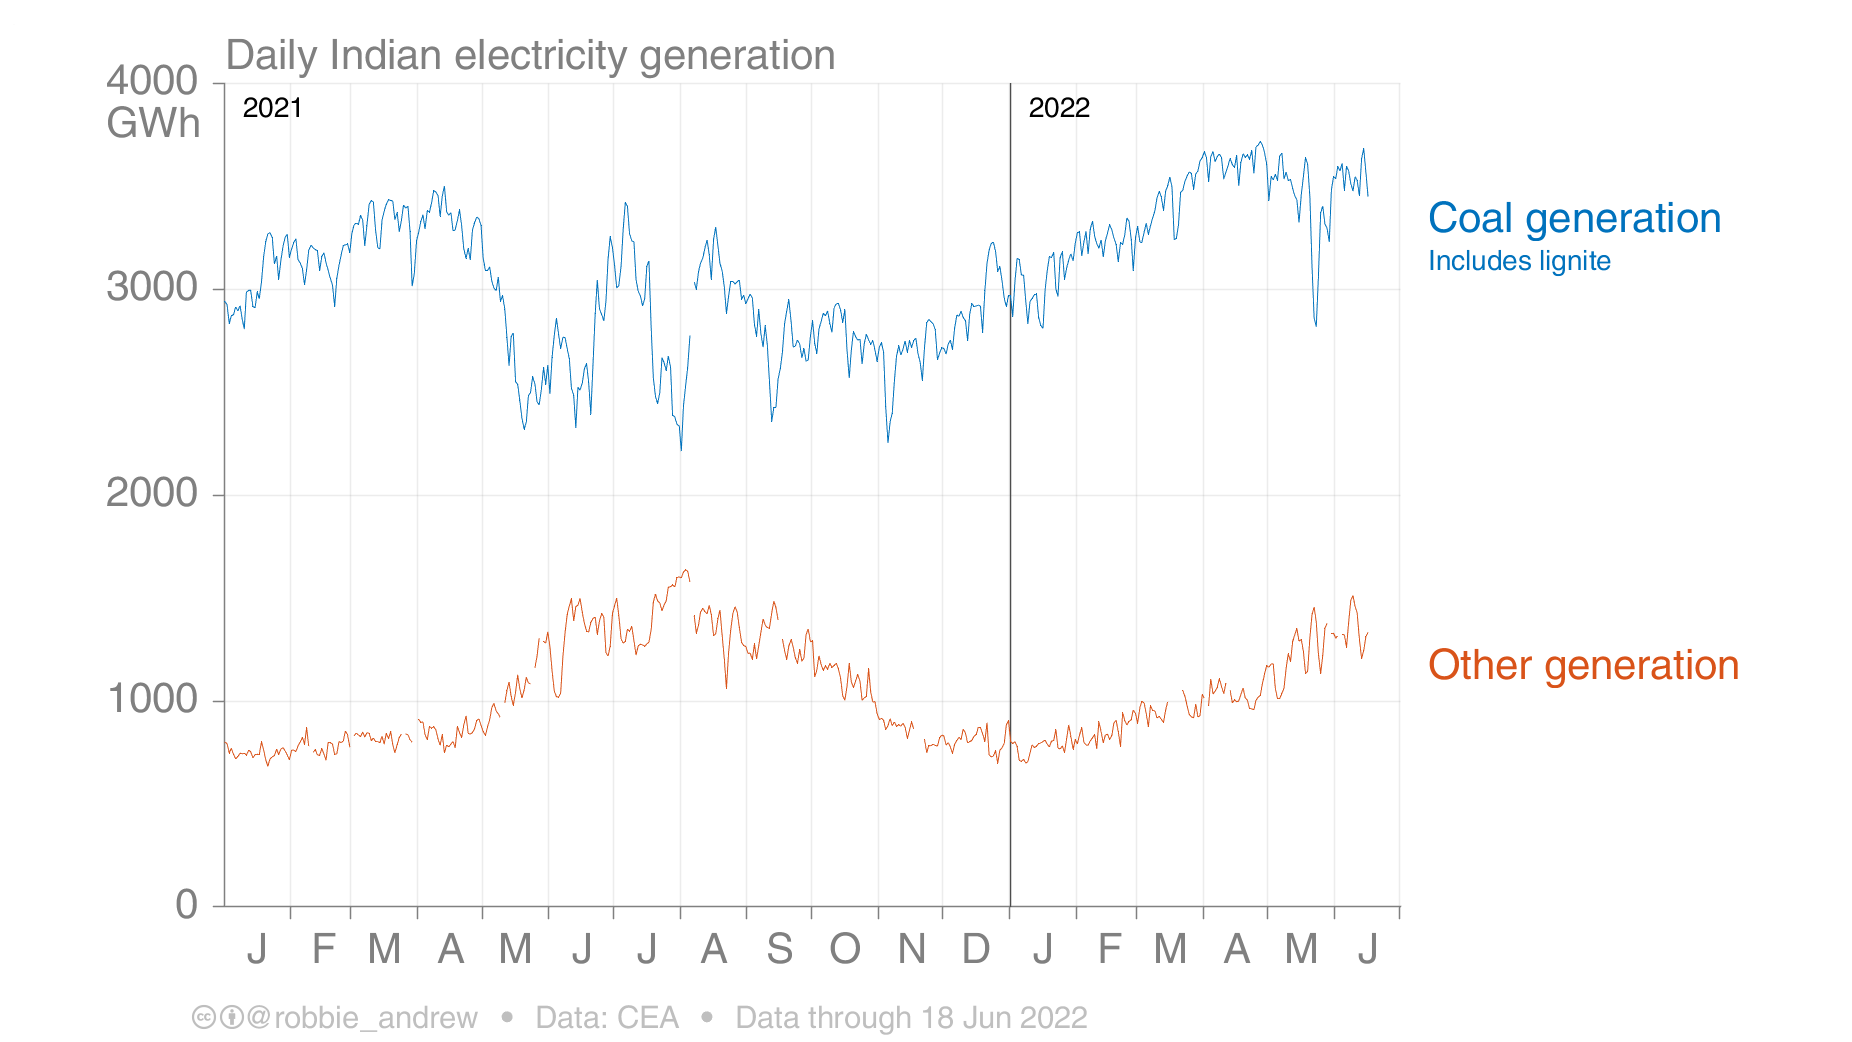 Daily Indian electricity generation
4000
GWh
2021
2022
Coal generation
Includes lignite
3000
2000
Other generation
1000
0
J F M A M J J A S O N D J F M A M J
@robbie_andrew • Data: CEA • Data through 18 Jun 2022